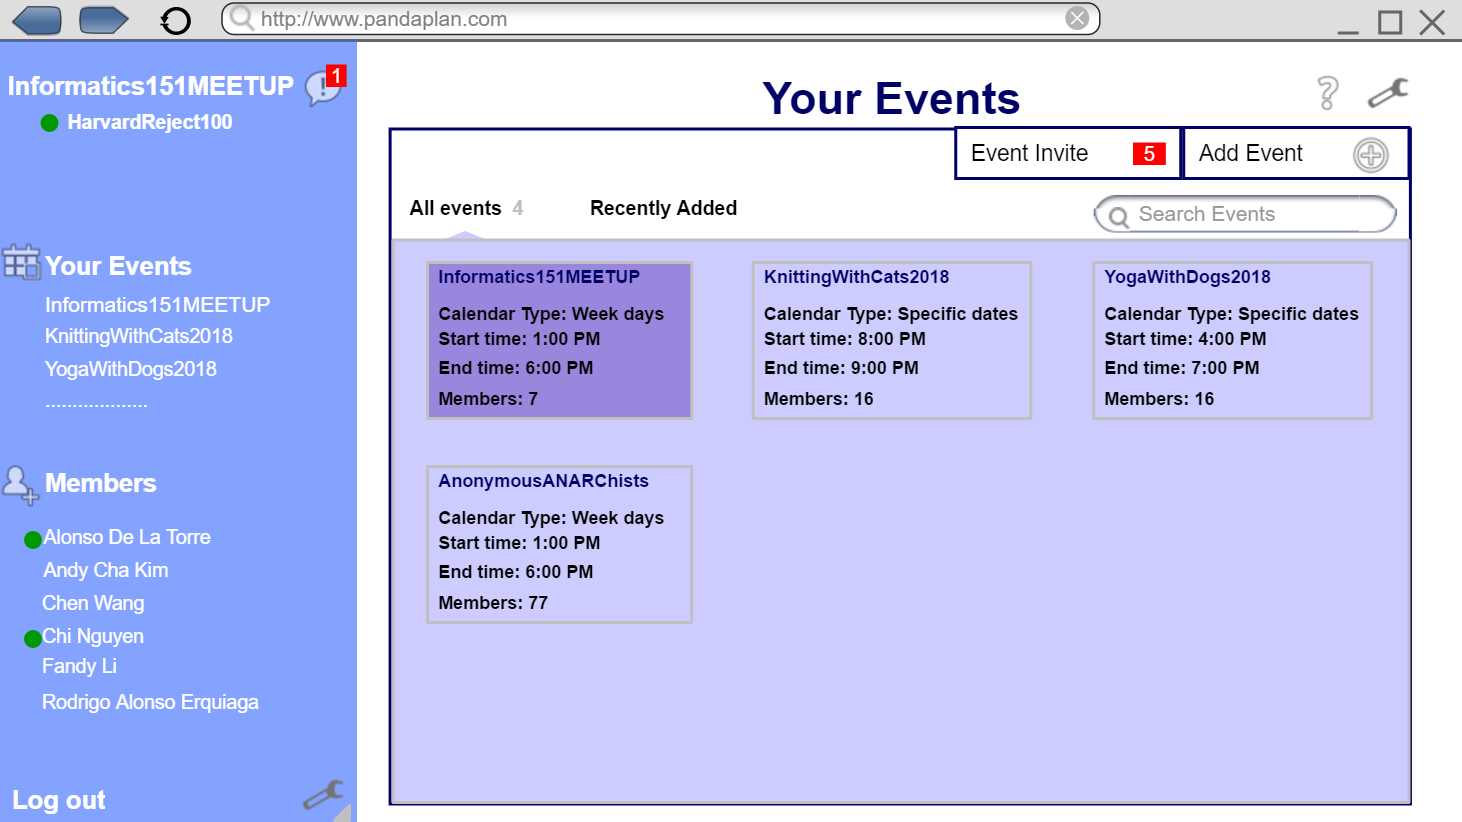 http://www.pandaplan.com
Informatics151MEETUP
1
HarvardReject100
Your Events
Informatics151MEETUP
KnittingWithCats2018
YogaWithDogs2018
...................
Members
Alonso De La Torre
Andy Cha Kim
Chen Wang
Chi Nguyen
Fandy Li
Rodrigo Alonso Erquiaga
Log out
Your Events
?
Event Invite 5
Add Event
All events 4
Recently Added
Search Events
Informatics151MEETUP
Calendar Type: Week days
Start time: 1:00 PM
End time: 6:00 PM
Members: 7
KnittingWithCats2018
Calendar Type: Specific dates
Start time: 8:00 PM
End time: 9:00 PM
Members: 16
YogaWithDogs2018
Calendar Type: Specific dates
Start time: 4:00 PM
End time: 7:00 PM
Members: 16
AnonymousANARChists
Calendar Type: Week days
Start time: 1:00 PM
End time: 6:00 PM
Members: 77